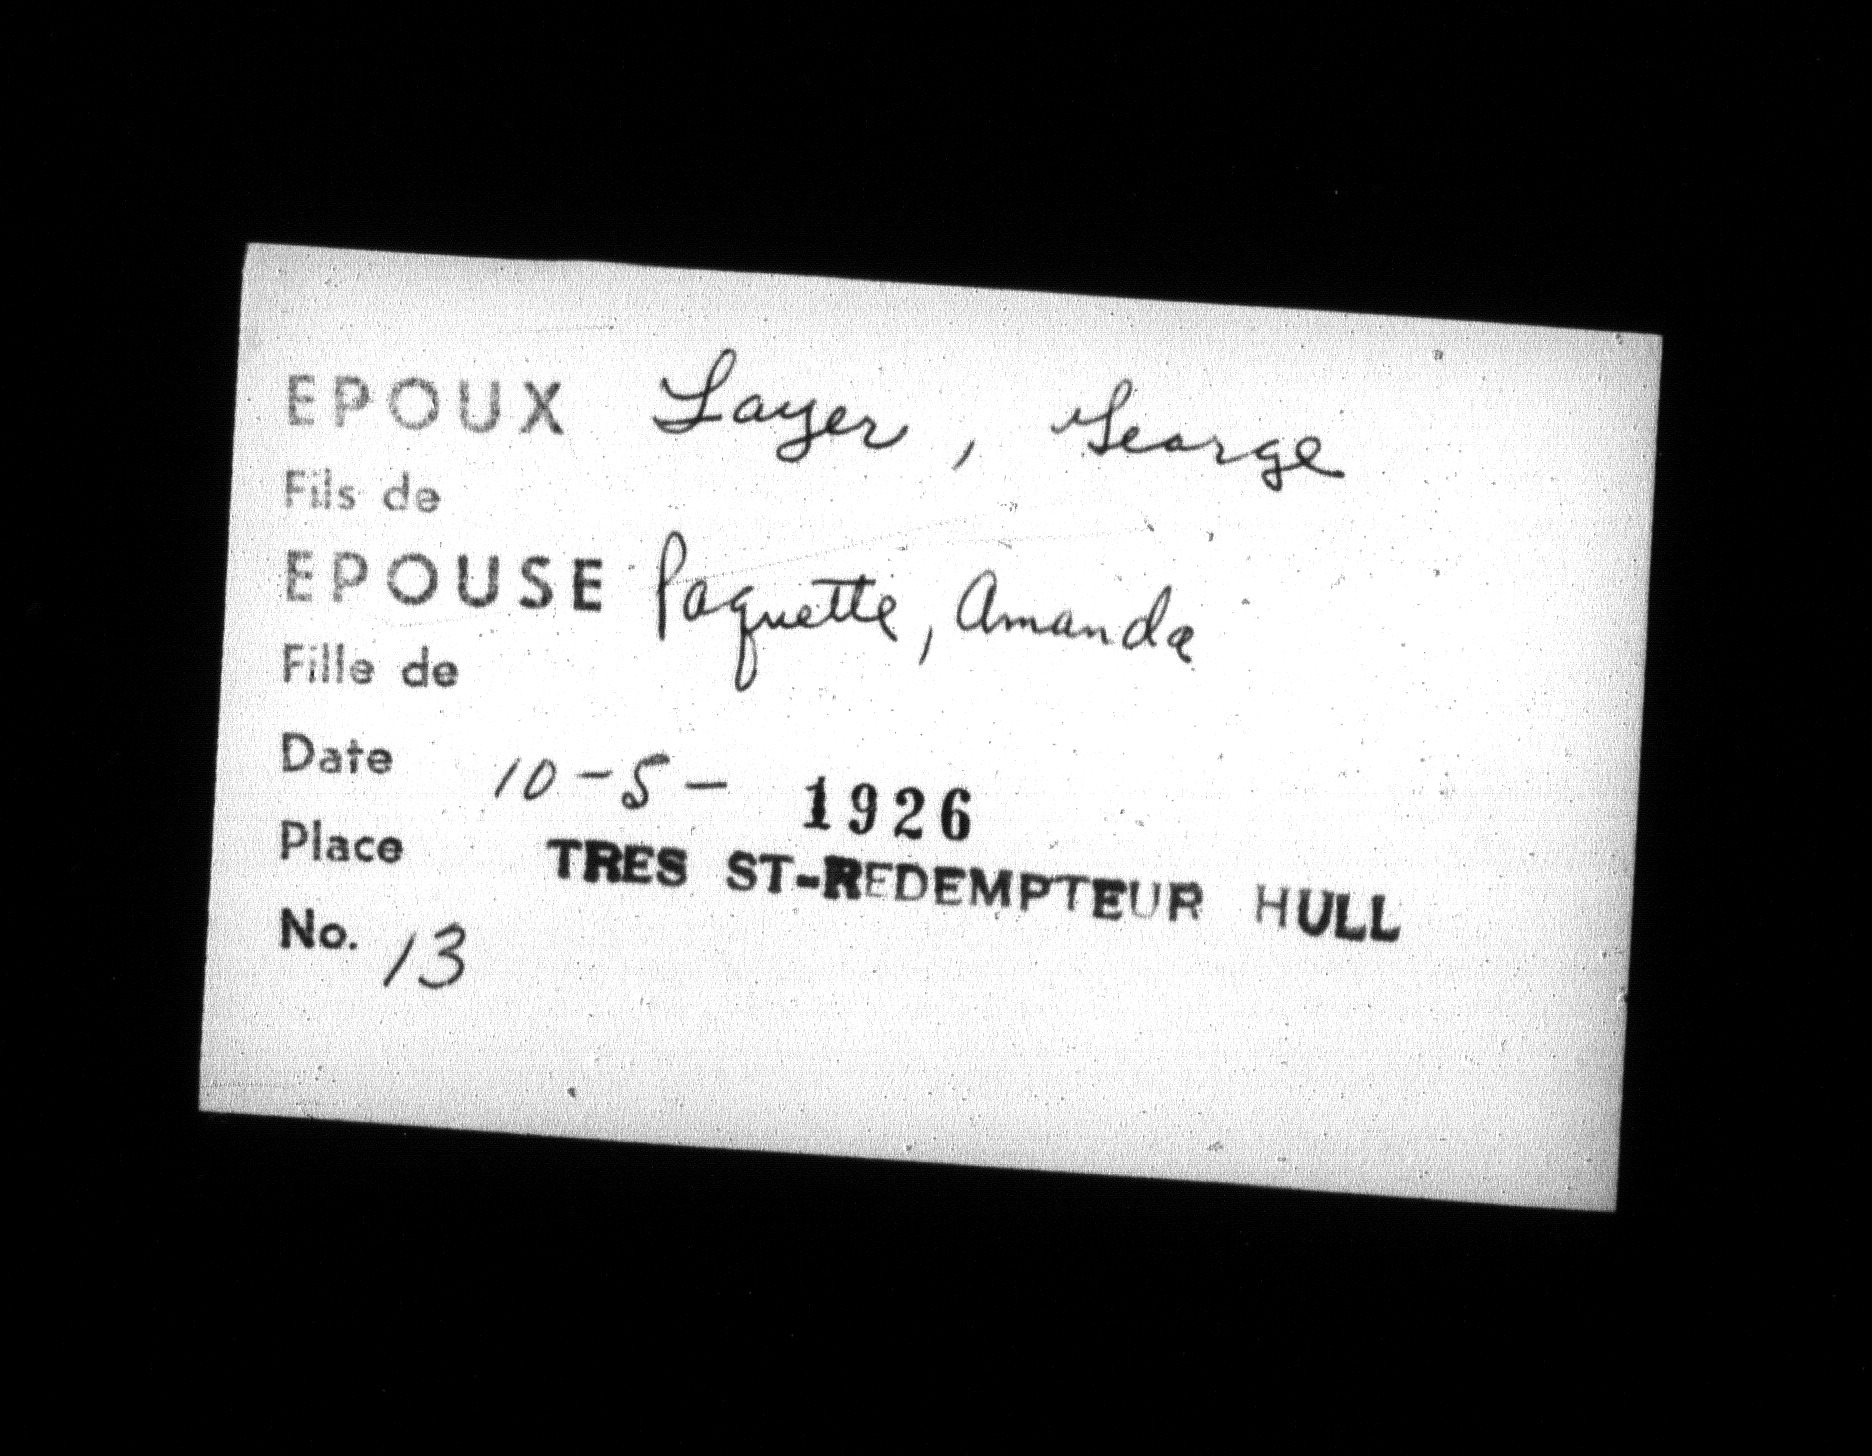 EPOUX Layer, George
Fils de
EPOUSE Paquette, Amanda
Fille de
Date 10-5- 1926
Place TRES ST-REDEMPTEUR HULL
No. 13